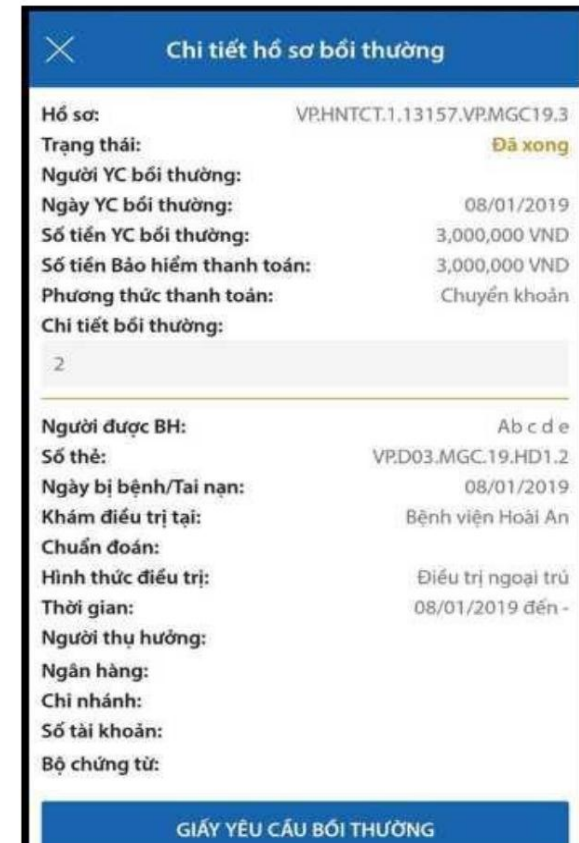 Chi tiết hồ sơ bồi thường
Hồ sơ: VP.HNTCT.1.13157.VP.MGC19.3
Trạng thái: Đã xong
Người YC bồi thường:
Ngày YC bồi thường: 08/01/2019
Số tiền YC bồi thường: 3,000,000 VND
Số tiền Bảo hiểm thanh toán: 3,000,000 VND
Phương thức thanh toán: Chuyển khoản
Chi tiết bồi thường:
2
Người được BH: Ab c d e
Số thẻ: VP.D03.MGC.19.HD1.2
Ngày bị bệnh/Tai nạn: 08/01/2019
Khám điều trị tại: Bệnh viện Hoài An
Chuẩn đoán:
Hình thức điều trị: Điều trị ngoại trú
Thời gian: 08/01/2019 đến -
Người thụ hưởng:
Ngân hàng:
Chi nhánh:
Số tài khoản:
Bộ chứng từ:
GIẤY YÊU CẦU BỒI THƯỜNG